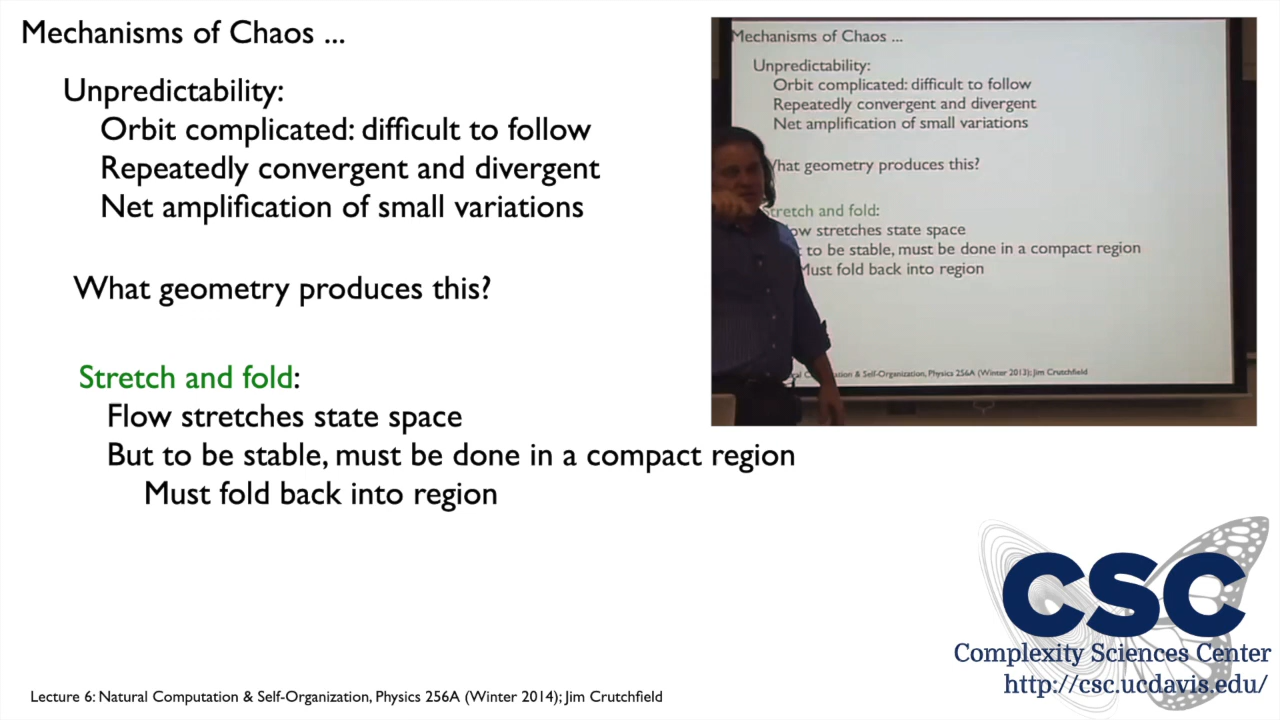 Mechanisms of Chaos ...
Unpredictability:
Orbit complicated: difficult to follow
Repeatedly convergent and divergent
Net amplification of small variations
What geometry produces this?
Stretch and fold:
Flow stretches state space
But to be stable, must be done in a compact region
Must fold back into region
Lecture 6: Natural Computation & Self-Organization, Physics 256A (Winter 2014); Jim Crutchfield
Mechanisms of Chaos ...
Unpredictability:
Orbit complicated: difficult to follow
Repeatedly convergent and divergent
Net amplification of small variations
What geometry produces this?
Stretch and fold:
stretches state space
to be stable, must be done in a compact region
Must fold back into region
& Self-Organization, Physics 256A (Winter 2013); Jim Crutchfield
CSC
Complexity Sciences Center
http://csc.ucdavis.edu/